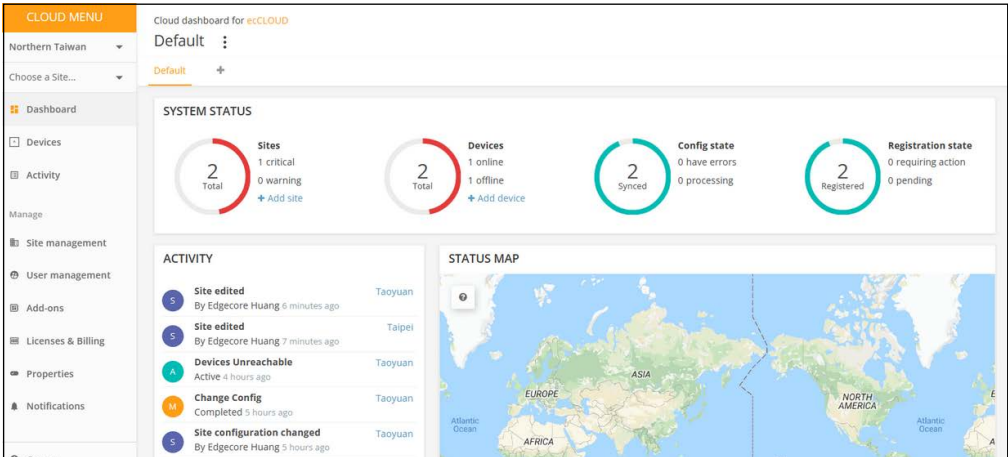 CLOUD MENU
Northern Taiwan
Choose a Site...
Dashboard
Devices
Activity
Manage
Site management
User management
Add-ons
Licenses & Billing
Properties
Notifications
Cloud dashboard for ecCLOUD
Default
Default +
SYSTEM STATUS
2
Total
Sites
1 critical
0 warning
+ Add site
2
Total
Devices
1 online
1 offline
+ Add device
2
Synced
Config state
0 have errors
0 processing
2
Registered
Registration state
0 requiring action
0 pending
ACTIVITY
S
Site edited Taoyuan
By Edgecore Huang 6 minutes ago
S
Site edited Taipei
By Edgecore Huang 7 minutes ago
A
Devices Unreachable Taoyuan
Active 4 hours ago
M
Change Config Taoyuan
Completed 5 hours ago
S
Site configuration changed Taoyuan
By Edgecore Huang 5 hours ago
STATUS MAP
?
ASIA
EUROPE
NORTH
AMERICA
Atlantic
Ocean
Atlantic
Ocean
AFRICA
E
A